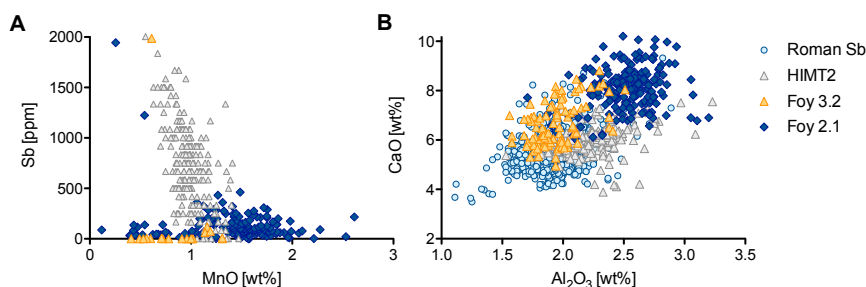 A
Sb [ppm]
2000
1500
1000
500
0
0
1
2
3
MnO [wt%]
B
CaO [wt%]
10
8
6
4
2
1.0
1.5
2.0
2.5
3.0
3.5
Al₂O₃ [wt%]
Roman Sb
HIMT2
Foy 3.2
Foy 2.1